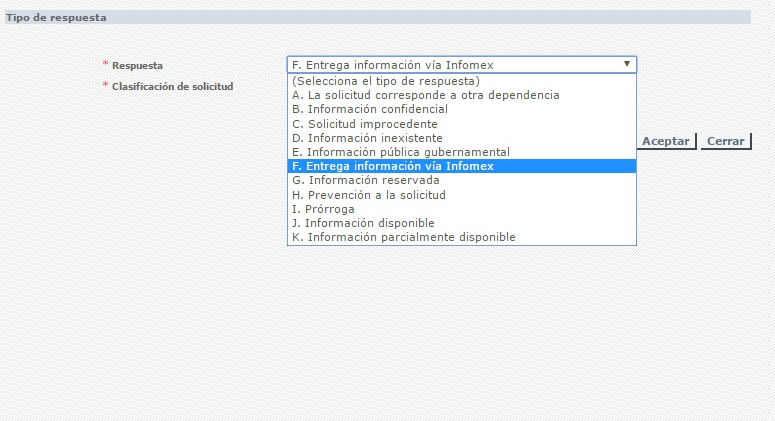 Tipo de respuesta
* Respuesta
F. Entrega información vía Infomex
* Clasificación de solicitud
(Selecciona el tipo de respuesta)
A. La solicitud corresponde a otra dependencia
B. Información confidencial
C. Solicitud improcedente
D. Información inexistente
E. Información pública gubernamental
F. Entrega información vía Infomex
G. Información reservada
H. Prevención a la solicitud
I. Prórroga
J. Información disponible
K. Información parcialmente disponible
Aceptar Cerrar